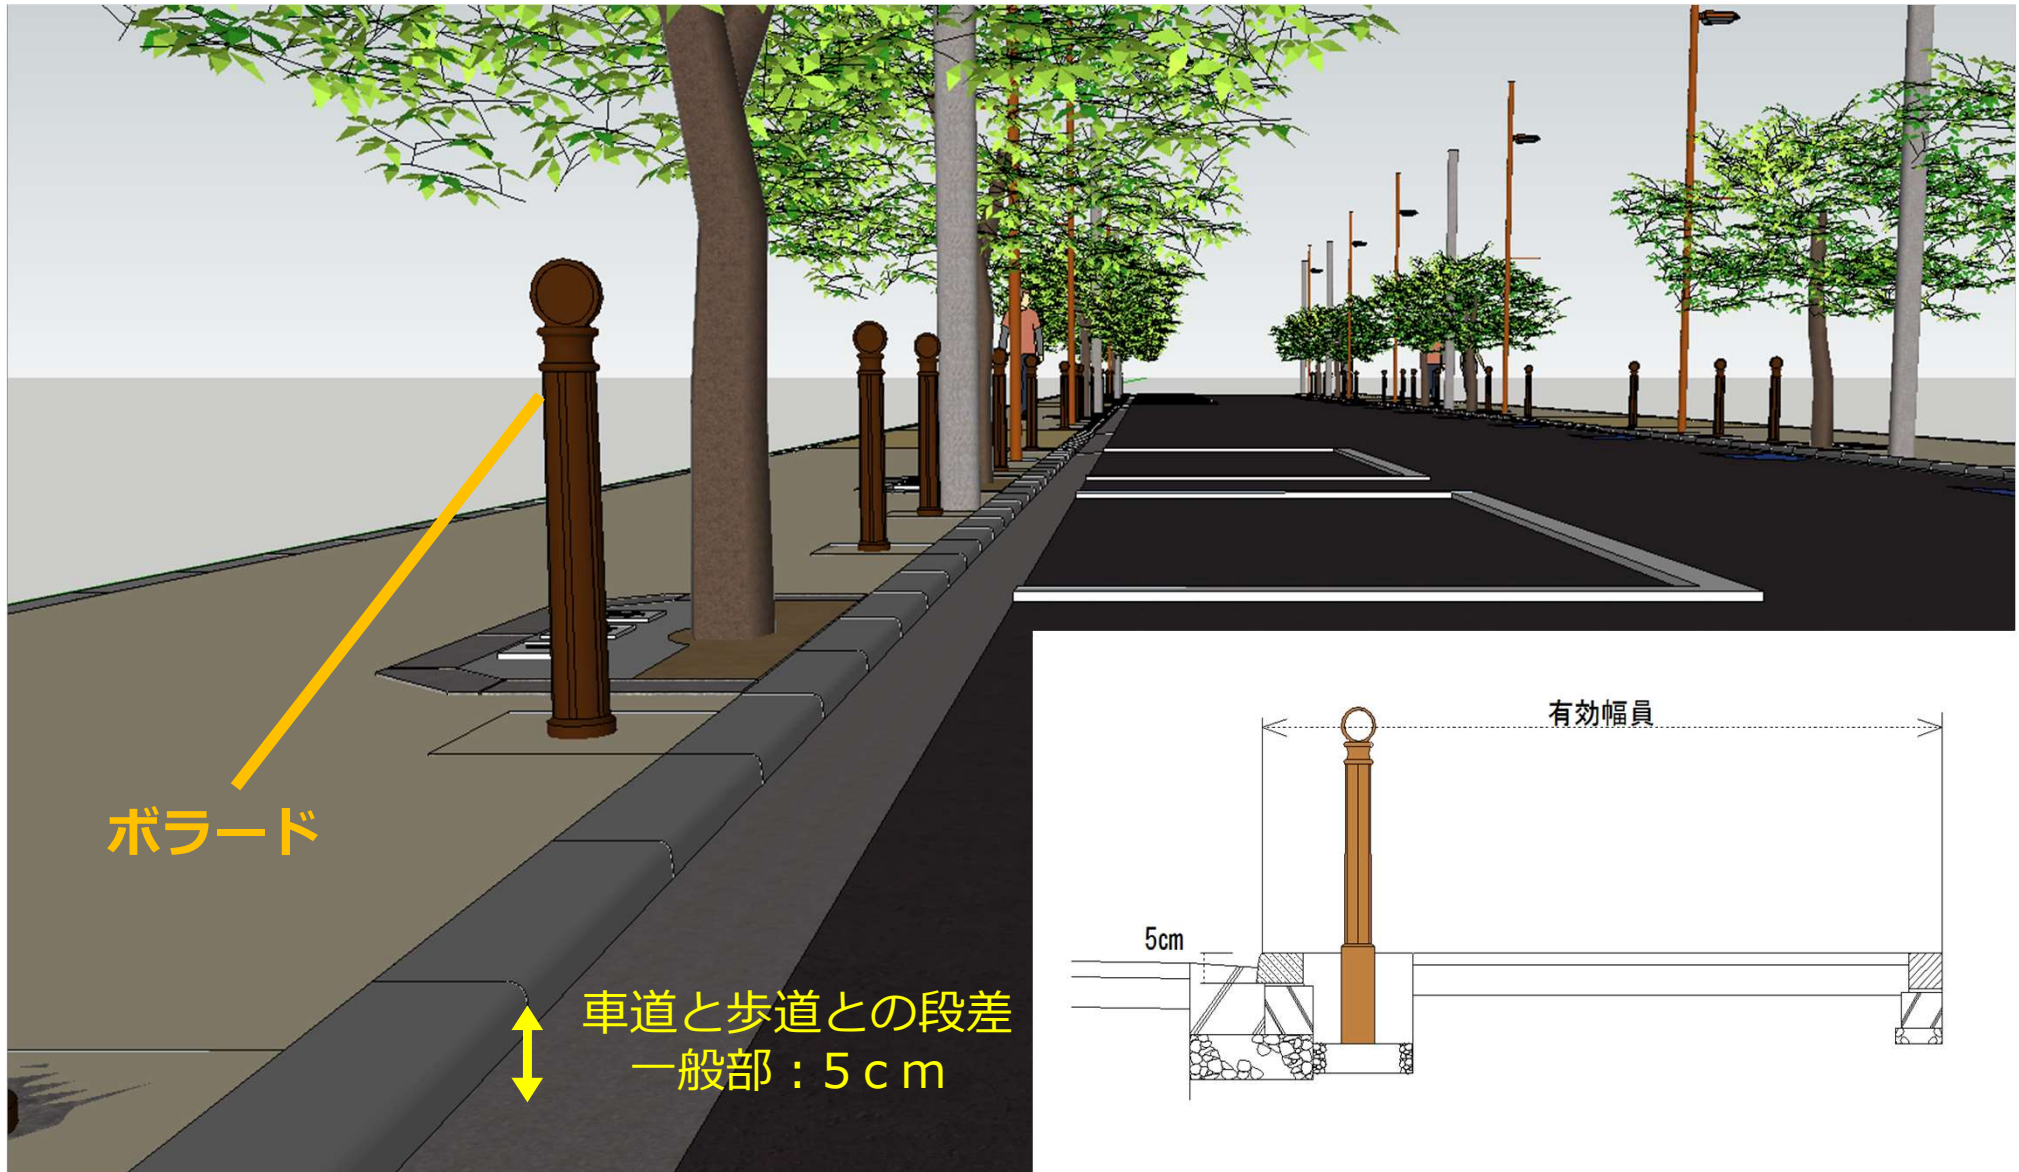 ボラード
車道と歩道との段差
一般部：5ｃｍ
有効幅員
5cm